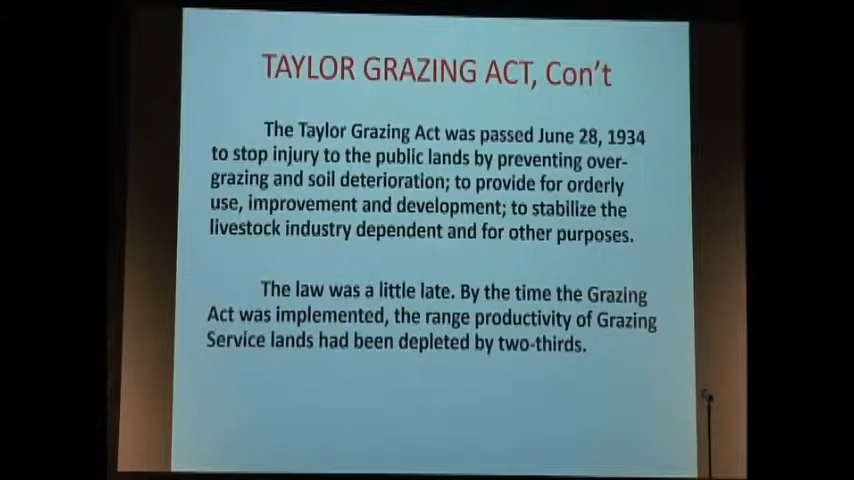 TAYLOR GRAZING ACT, Con't
The Taylor Grazing Act was passed June 28, 1934
to stop injury to the public lands by preventing over-
grazing and soil deterioration; to provide for orderly
use, improvement and development; to stabilize the
livestock industry dependent and for other purposes.
The law was a little late. By the time the Grazing
Act was implemented, the range productivity of Grazing
Service lands had been depleted by two-thirds.